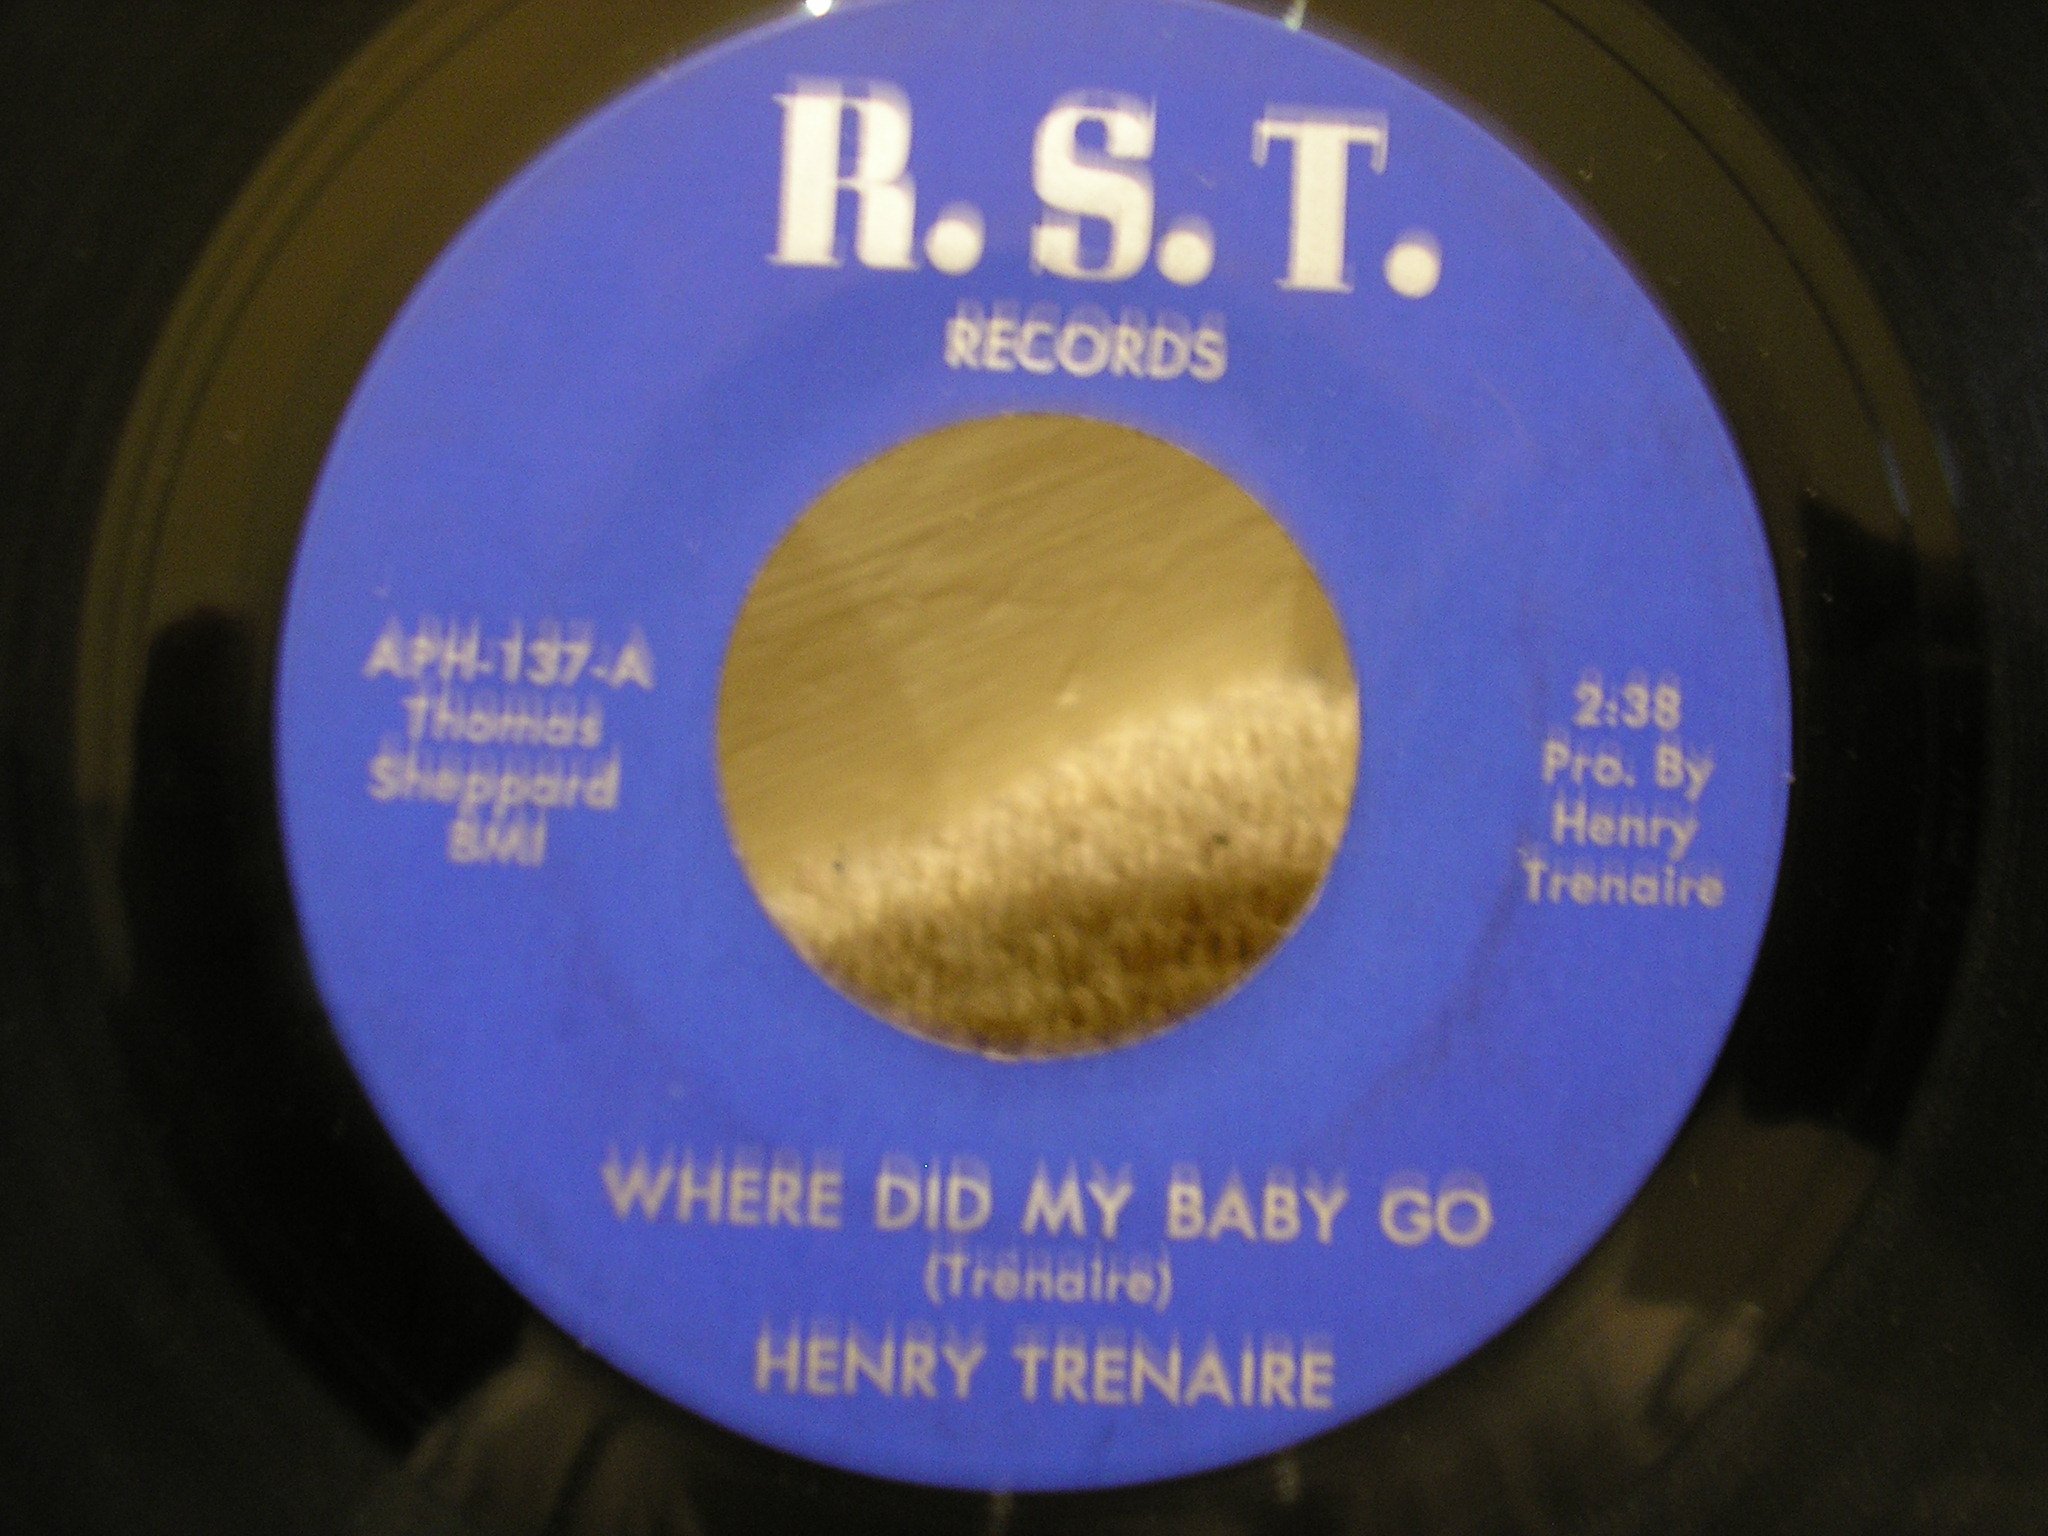 R. S. T.
RECORDS
APH-137-A
Thomas
Sheppard
BMI
2:38
Pro. By
Henry
Trenaire
WHERE DID MY BABY GO
(Trenaire)
HENRY TRENAIRE